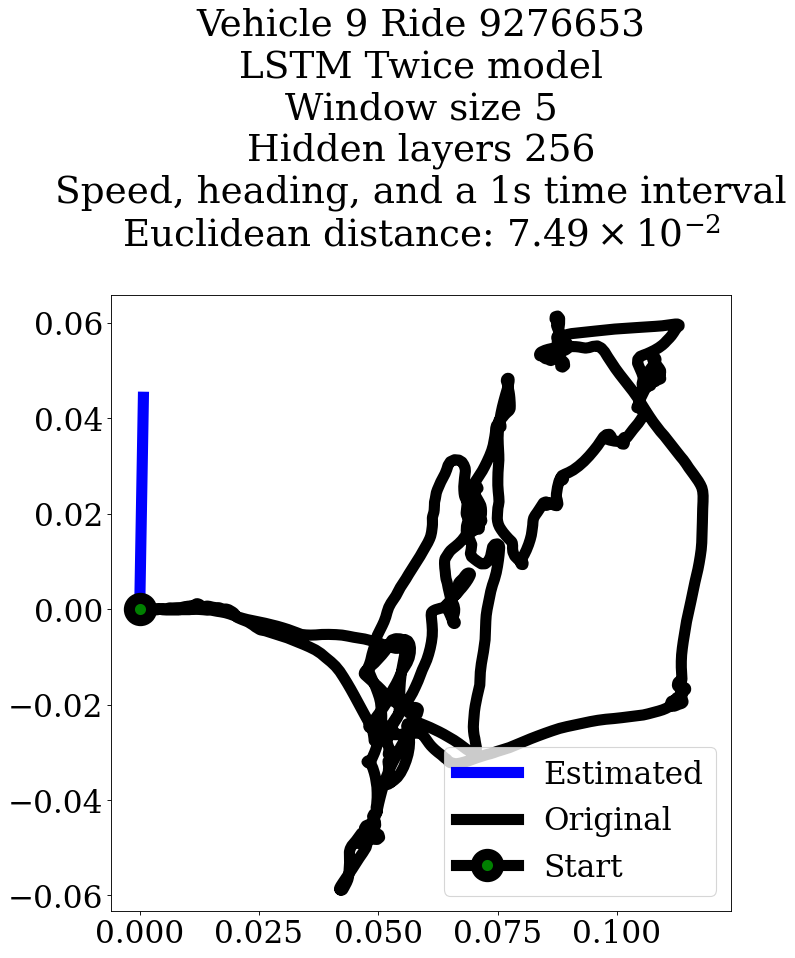 Vehicle 9 Ride 9276653
LSTM Twice model
Window size 5
Hidden layers 256
Speed, heading, and a 1s time interval
Euclidean distance: 7.49 × 10⁻²
0.06
0.04
0.02
0.00
−0.02
−0.04
−0.06
Estimated
Original
Start
0.000 0.025 0.050 0.075 0.100